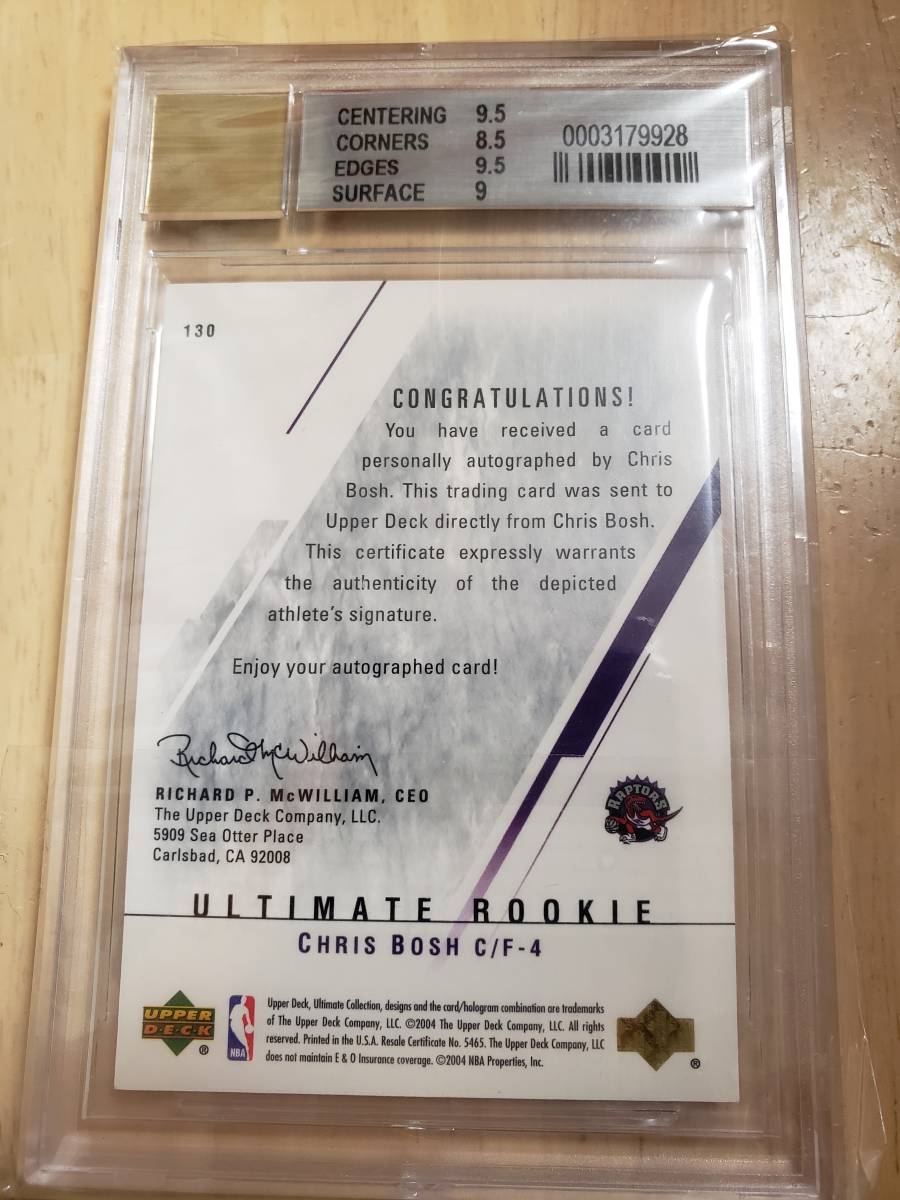 CENTERING 9.5
CORNERS 8.5
EDGES 9.5
SURFACE 9
0003179928
130
CONGRATULATIONS!
You have received a card
personally autographed by Chris
Bosh. This trading card was sent to
Upper Deck directly from Chris Bosh.
This certificate expressly warrants
the authenticity of the depicted
athlete's signature.
Enjoy your autographed card!
Richard McWilliam
RICHARD P. McWILLIAM, CEO
The Upper Deck Company, LLC.
5909 Sea Otter Place
Carlsbad, CA 92008
RAPTORS
ULTIMATE ROOKIE
CHRIS BOSH C/F-4
UPPER
D·E·C·K
®
NBA
Upper Deck, Ultimate Collection, designs and the card/hologram combination are trademarks
of The Upper Deck Company, LLC. ©2004 The Upper Deck Company, LLC. All rights
reserved. Printed in the U.S.A. Resale Certificate No. 5465. The Upper Deck Company, LLC
does not maintain E & O Insurance coverage. ©2004 NBA Properties, Inc.
®